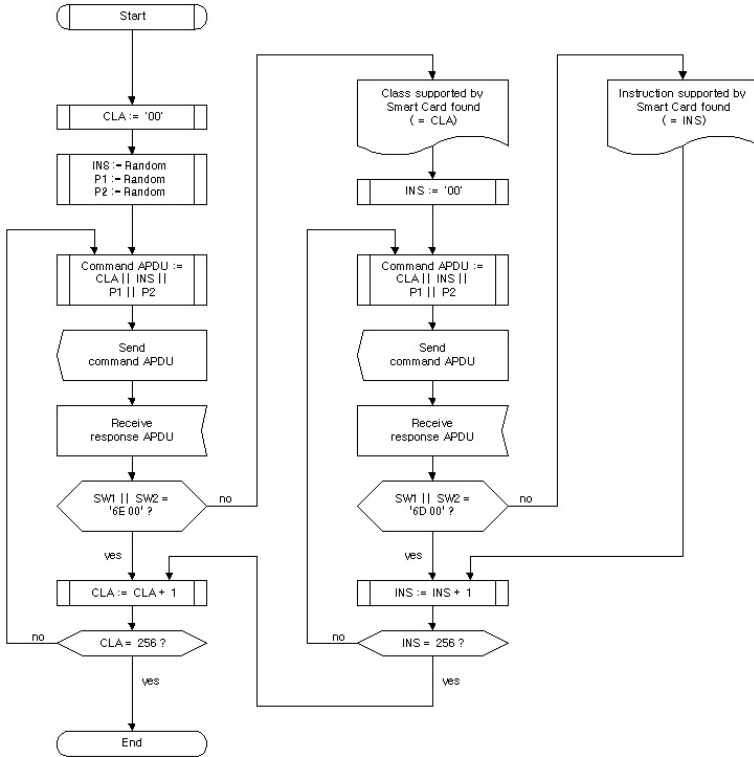 Start
CLA := '00'
INS := Random
P1 := Random
P2 := Random
Command APDU :=
CLA || INS ||
P1 || P2
Send
command APDU
Receive
response APDU
SW1 || SW2 =
'6E 00' ?
no
yes
CLA := CLA + 1
CLA = 256 ?
no
yes
End
Class supported by
Smart Card found
( = CLA)
INS := '00'
Command APDU :=
CLA || INS ||
P1 || P2
Send
command APDU
Receive
response APDU
SW1 || SW2 =
'6D 00' ?
no
yes
INS := INS + 1
INS = 256 ?
no
yes
Instruction supported by
Smart Card found
( = INS)